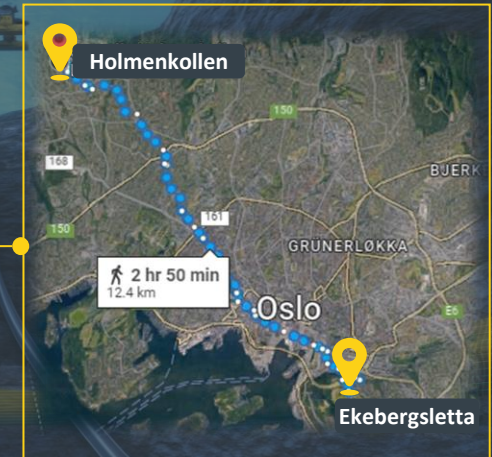 Holmenkollen
150
168
BJERK
161
150
GRÜNERLØKKA
2 hr 50 min
12.4 km
Oslo
E6
Ekebergsletta